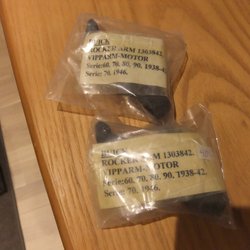 BUICK
ROCKER ARM 1303842.
VIPPARM-MOTOR
Serie:60, 70, 80, 90, 1938-42.
Serie: 70, 1946.
BUICK
ROCKER ARM 1303842.
VIPPARM-MOTOR
Serie:60, 70, 80, 90, 1938-42.
Serie: 70, 1946.